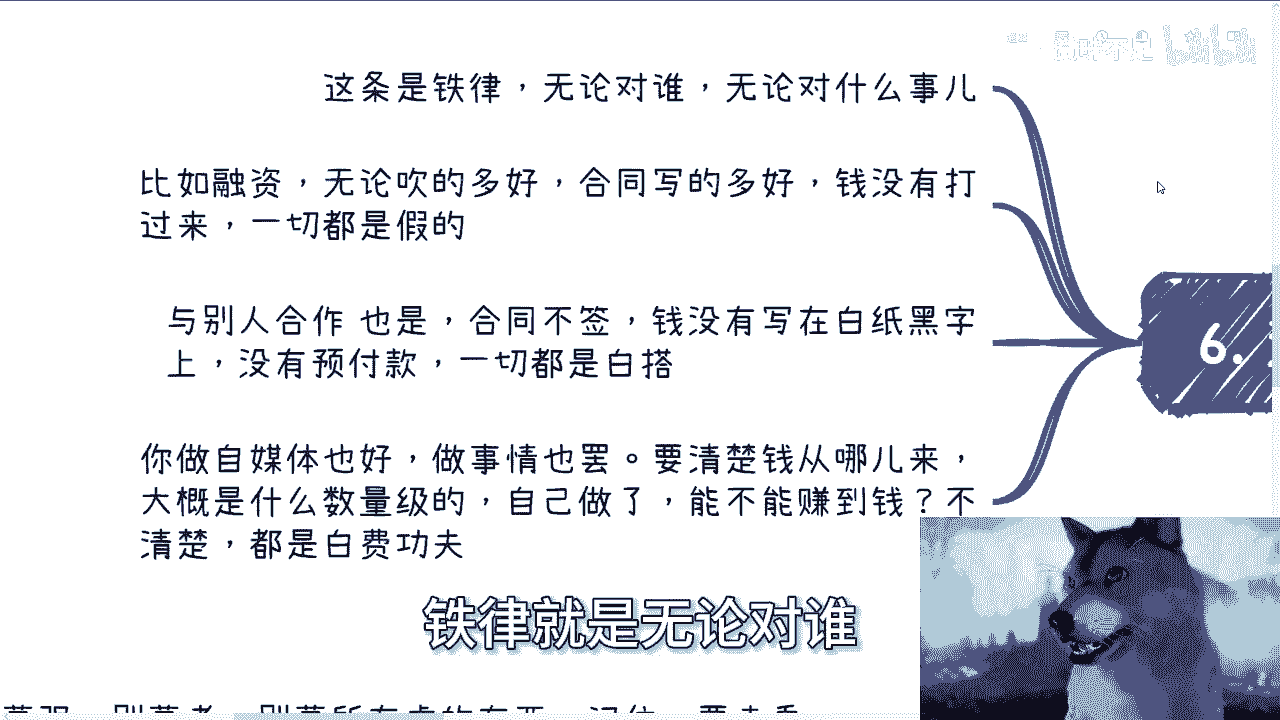 这条是铁律，无论对谁，无论对什么事儿
比如融资，无论吹的多好，合同写的多好，钱没有打
过来，一切都是假的
与别人合作 也是，合同不签，钱没有写在白纸黑字
上，没有预付款，一切都是白搭
6.
你做自媒体也好，做事情也罢。要清楚钱从哪儿来，
大概是什么数量级的，自己做了，能不能赚到钱？不
清楚，都是白费功夫
铁律就是无论对谁